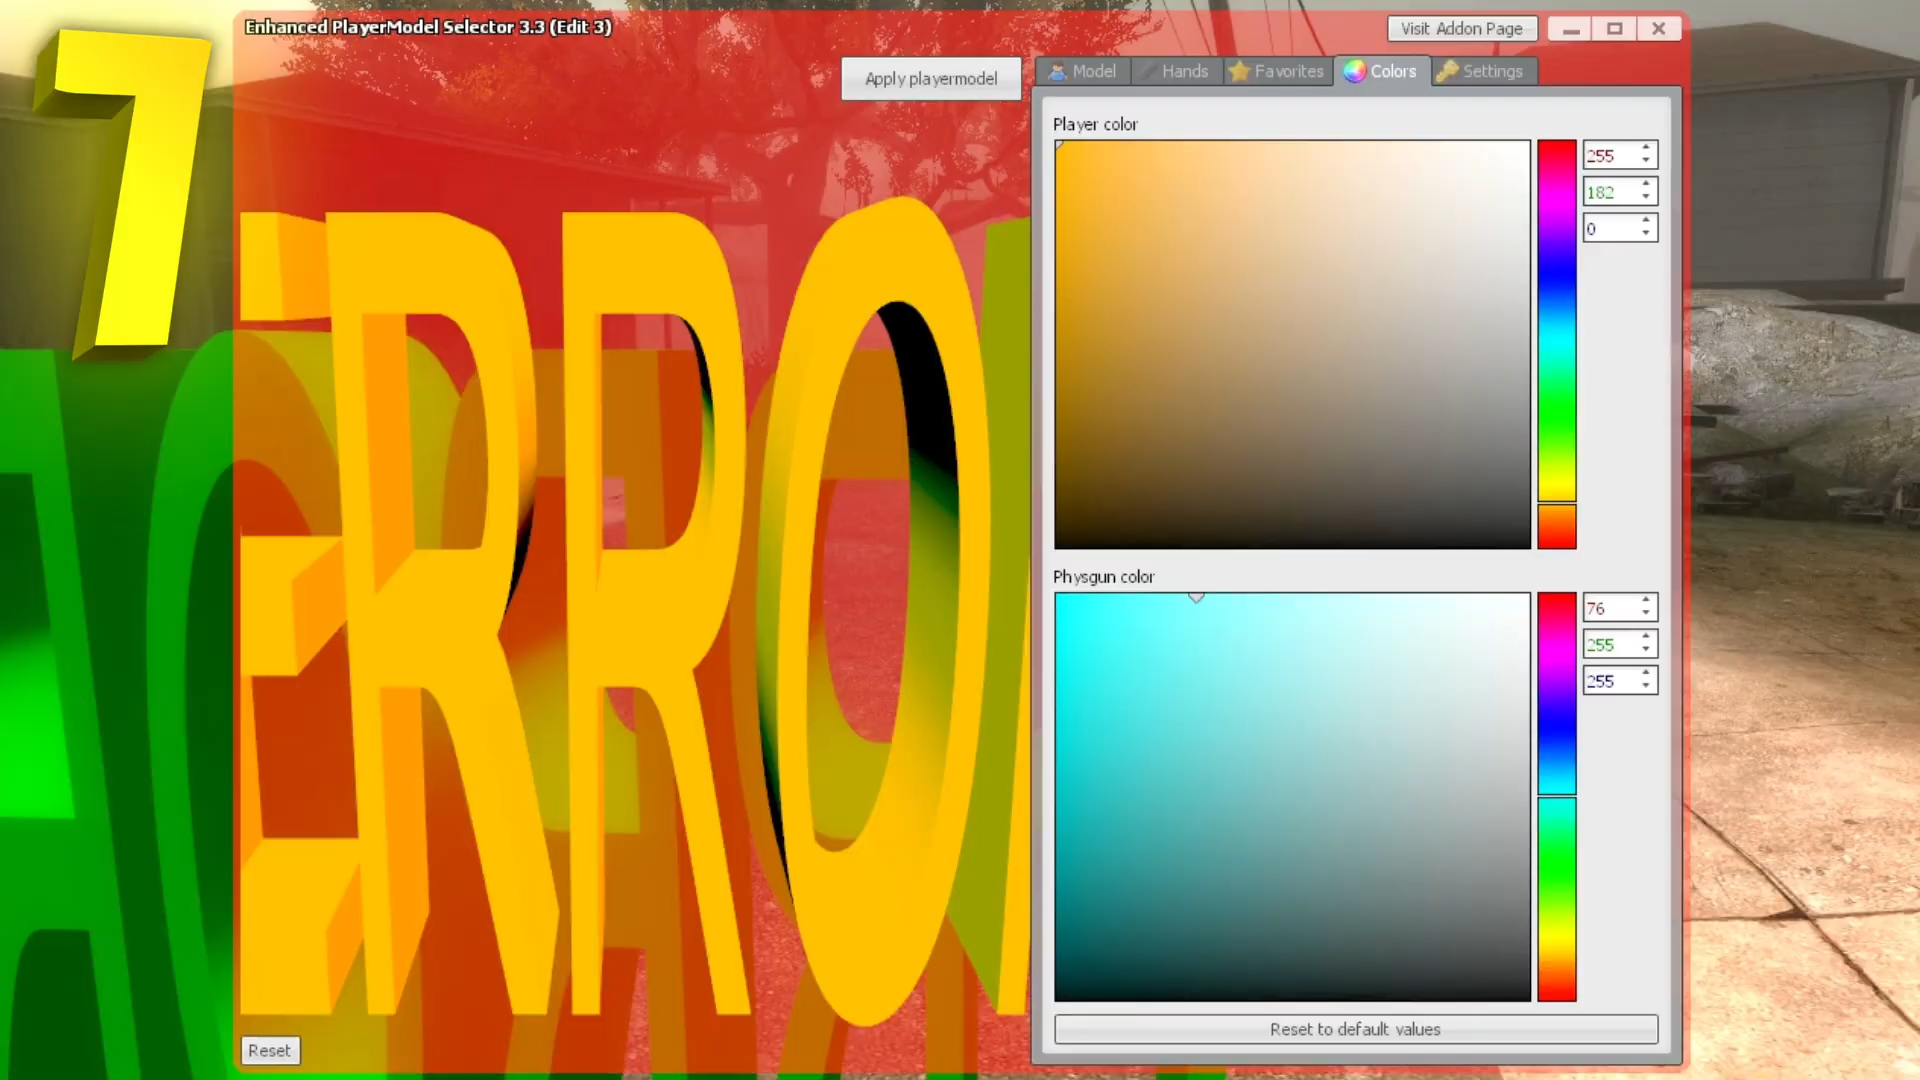 7
Enhanced PlayerModel Selector 3.3 (Edit 3)
Visit Addon Page
Apply playermodel
Model
Hands
Favorites
Colors
Settings
Player color
255
182
0
ERRO
Physgun color
76
255
255
Reset to default values
Reset